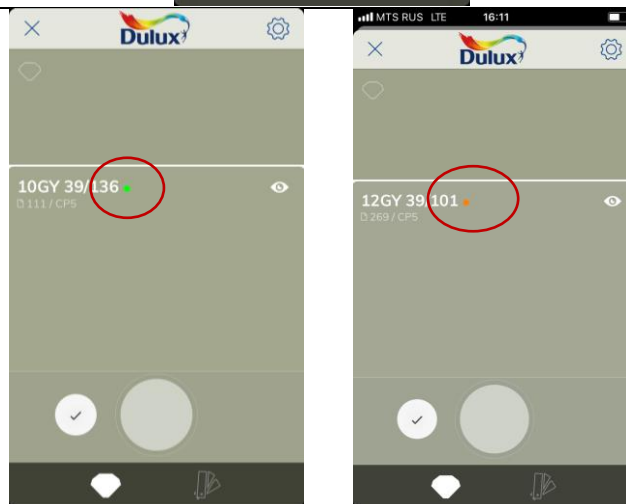 Dulux
10GY 39/136
111 / CP5
MTS RUS LTE 16:11
Dulux
12GY 39/101
269 / CP5